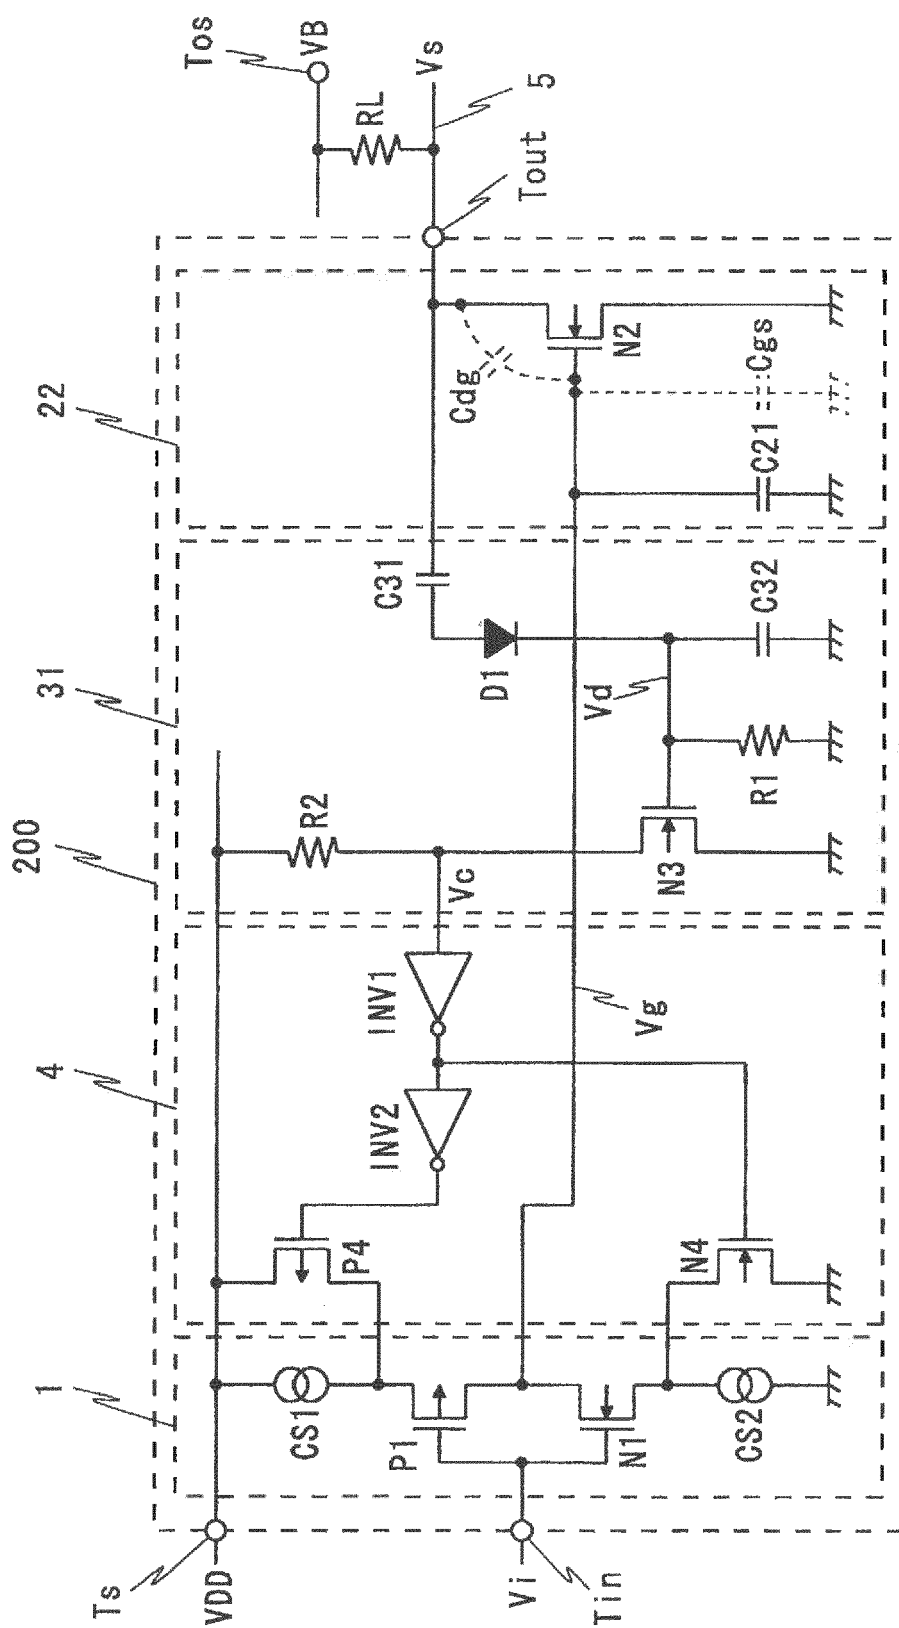 200
1
4
31
22
Tos
VB
Ts
VDD
CS1
P4
R2
RL
Vs
5
P1
INV2
INV1
Vc
C31
Cdg
Tout
D1
N2
Vi
Tin
N1
Vg
Vd
N4
N3
CS2
R1
C32
C21
Cgs